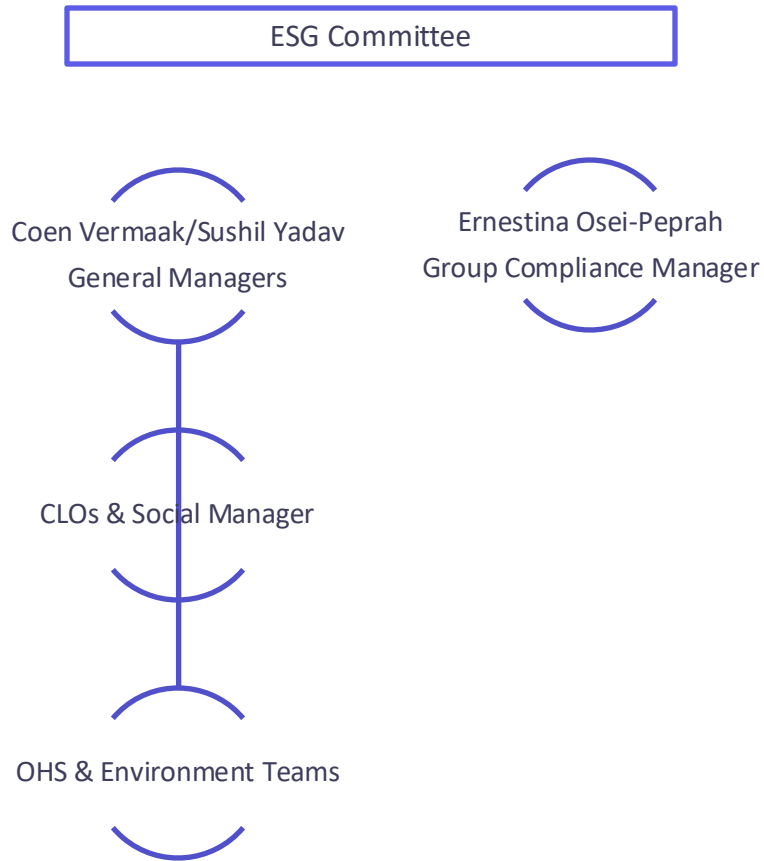 ESG Committee
Coen Vermaak/Sushil Yadav
General Managers
Ernestina Osei-Peprah
Group Compliance Manager
CLOs & Social Manager
OHS & Environment Teams